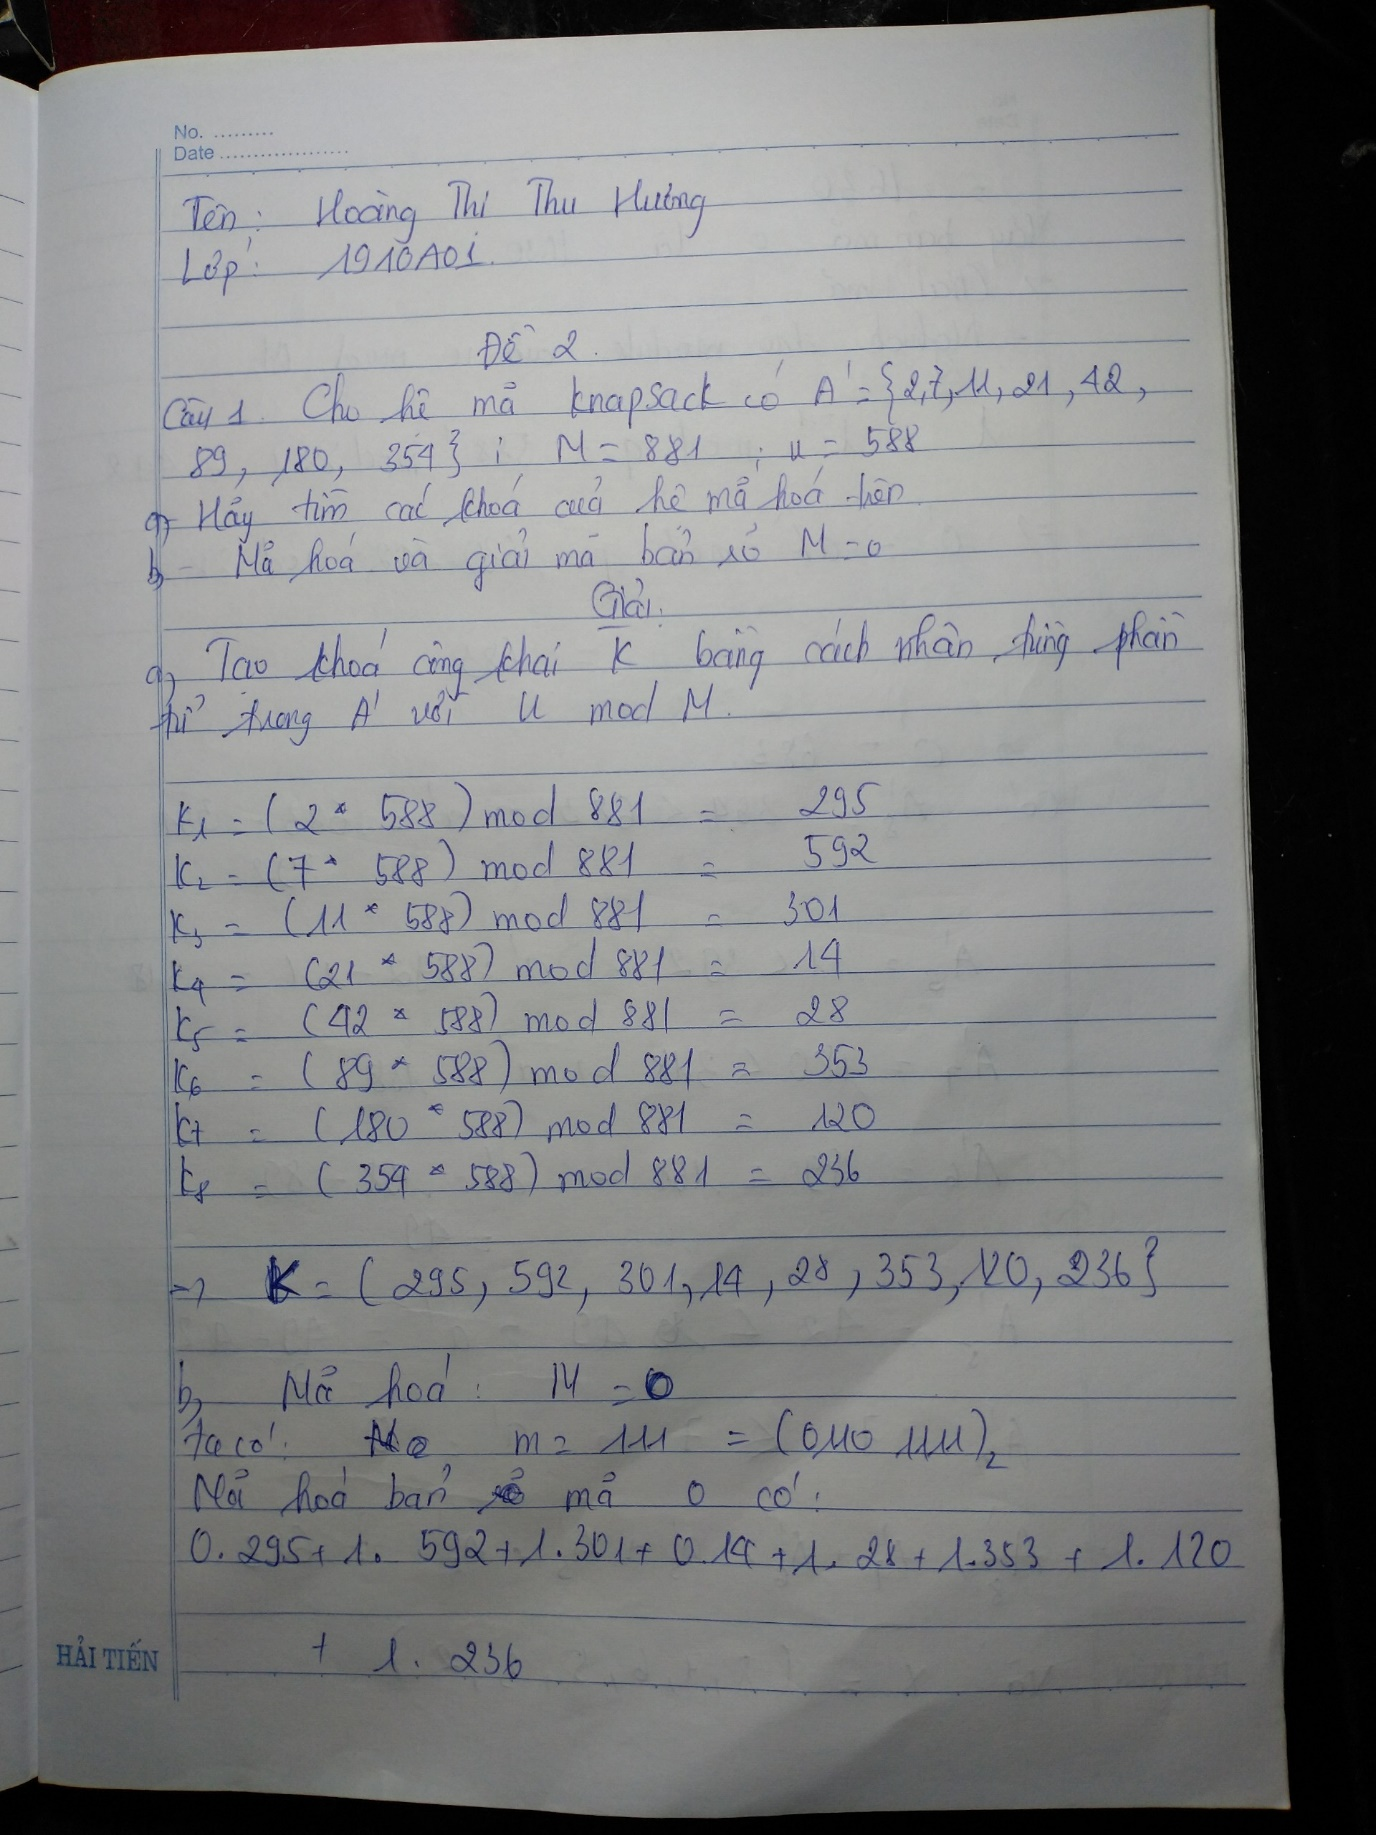 No. .........
Date ...................
Tên: Hoàng Thị Thu Hường
Lớp: 1910A01.
Đề 2.
Câu 1. Cho hệ mã knapsack có A' = {2,7,11,21,42,
89, 180, 354} ; M = 881 ; u = 588
a, Hãy tìm các khoá của hệ mã hoá trên
b, - Mã hoá và giải mã bản rõ M = o
Giải.
a, Tạo khoá công khai K bằng cách nhân từng phần
tử trong A' với u mod M.
K1 = (2 * 588) mod 881 = 295
K2 = (7 * 588) mod 881 = 592
K3 = (11 * 588) mod 881 = 301
K4 = (21 * 588) mod 881 = 14
K5 = (42 * 588) mod 881 = 28
K6 = (89 * 588) mod 881 = 353
K7 = (180 * 588) mod 881 = 120
K8 = (354 * 588) mod 881 = 236
=> K = (295, 592, 301, 14, 28, 353, 120, 236}
b, Mã hoá: M = 0
Ta có: m = 111 = (0110 1111)2
Mã hoá bản mã 0 có:
0.295 + 1. 592 + 1.301 + 0.14 + 1. 28 + 1.353 + 1. 120
+ 1. 236
HẢI TIẾN